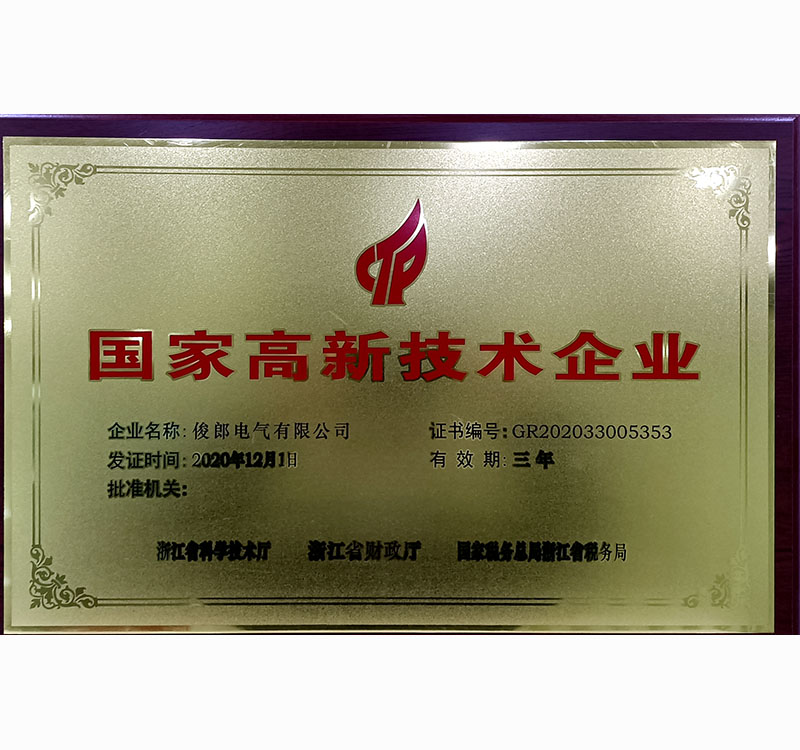 CTP
国家高新技术企业
企业名称: 俊郎电气有限公司 证书编号: GR202033005353
发证时间: 2020年12月1日 有 效 期: 三 年
批准机关:
浙江省科学技术厅 浙江省财政厅 国家税务总局浙江省税务局